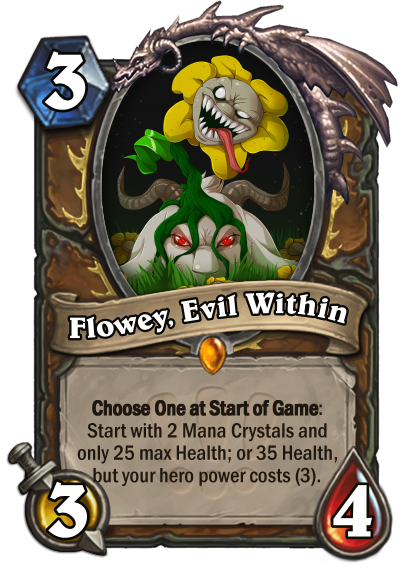 3
Flowey, Evil Within
Choose One at Start of Game:
Start with 2 Mana Crystals and
only 25 max Health; or 35 Health,
but your hero power costs (3).
3
4